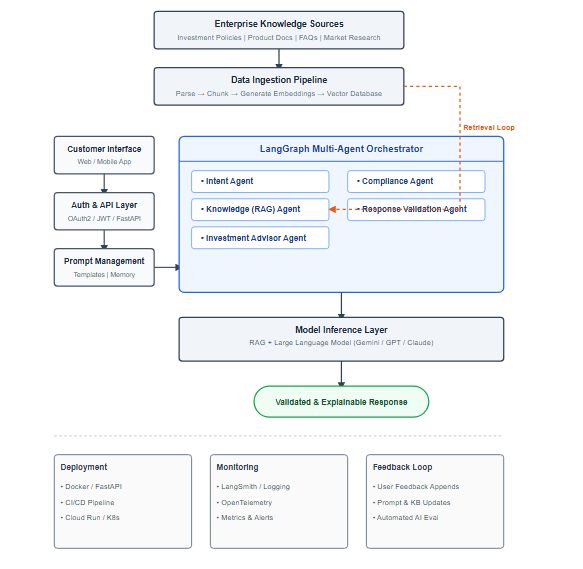 Enterprise Knowledge Sources
Investment Policies | Product Docs | FAQs | Market Research
Data Ingestion Pipeline
Parse → Chunk → Generate Embeddings → Vector Database
Retrieval Loop
Customer Interface
Web / Mobile App
Auth & API Layer
OAuth2 / JWT / FastAPI
Prompt Management
Templates | Memory
LangGraph Multi-Agent Orchestrator
• Intent Agent
• Compliance Agent
• Knowledge (RAG) Agent
• Response Validation Agent
• Investment Advisor Agent
Model Inference Layer
RAG + Large Language Model (Gemini / GPT / Claude)
Validated & Explainable Response
Deployment
• Docker / FastAPI
• CI/CD Pipeline
• Cloud Run / K8s
Monitoring
• LangSmith / Logging
• OpenTelemetry
• Metrics & Alerts
Feedback Loop
• User Feedback Appends
• Prompt & KB Updates
• Automated AI Eval